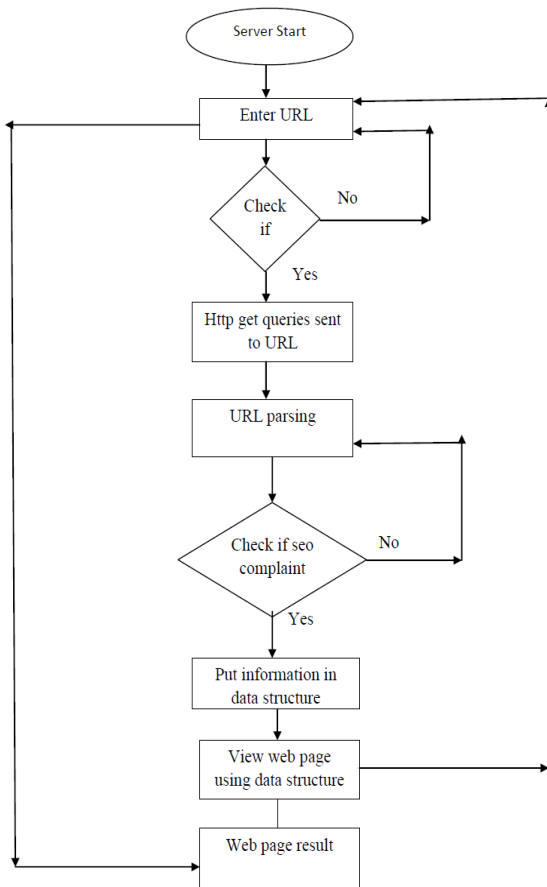 Server Start
Enter URL
Check
if
No
Yes
Http get queries sent
to URL
URL parsing
Check if seo
complaint
No
Yes
Put information in
data structure
View web page
using data structure
Web page result